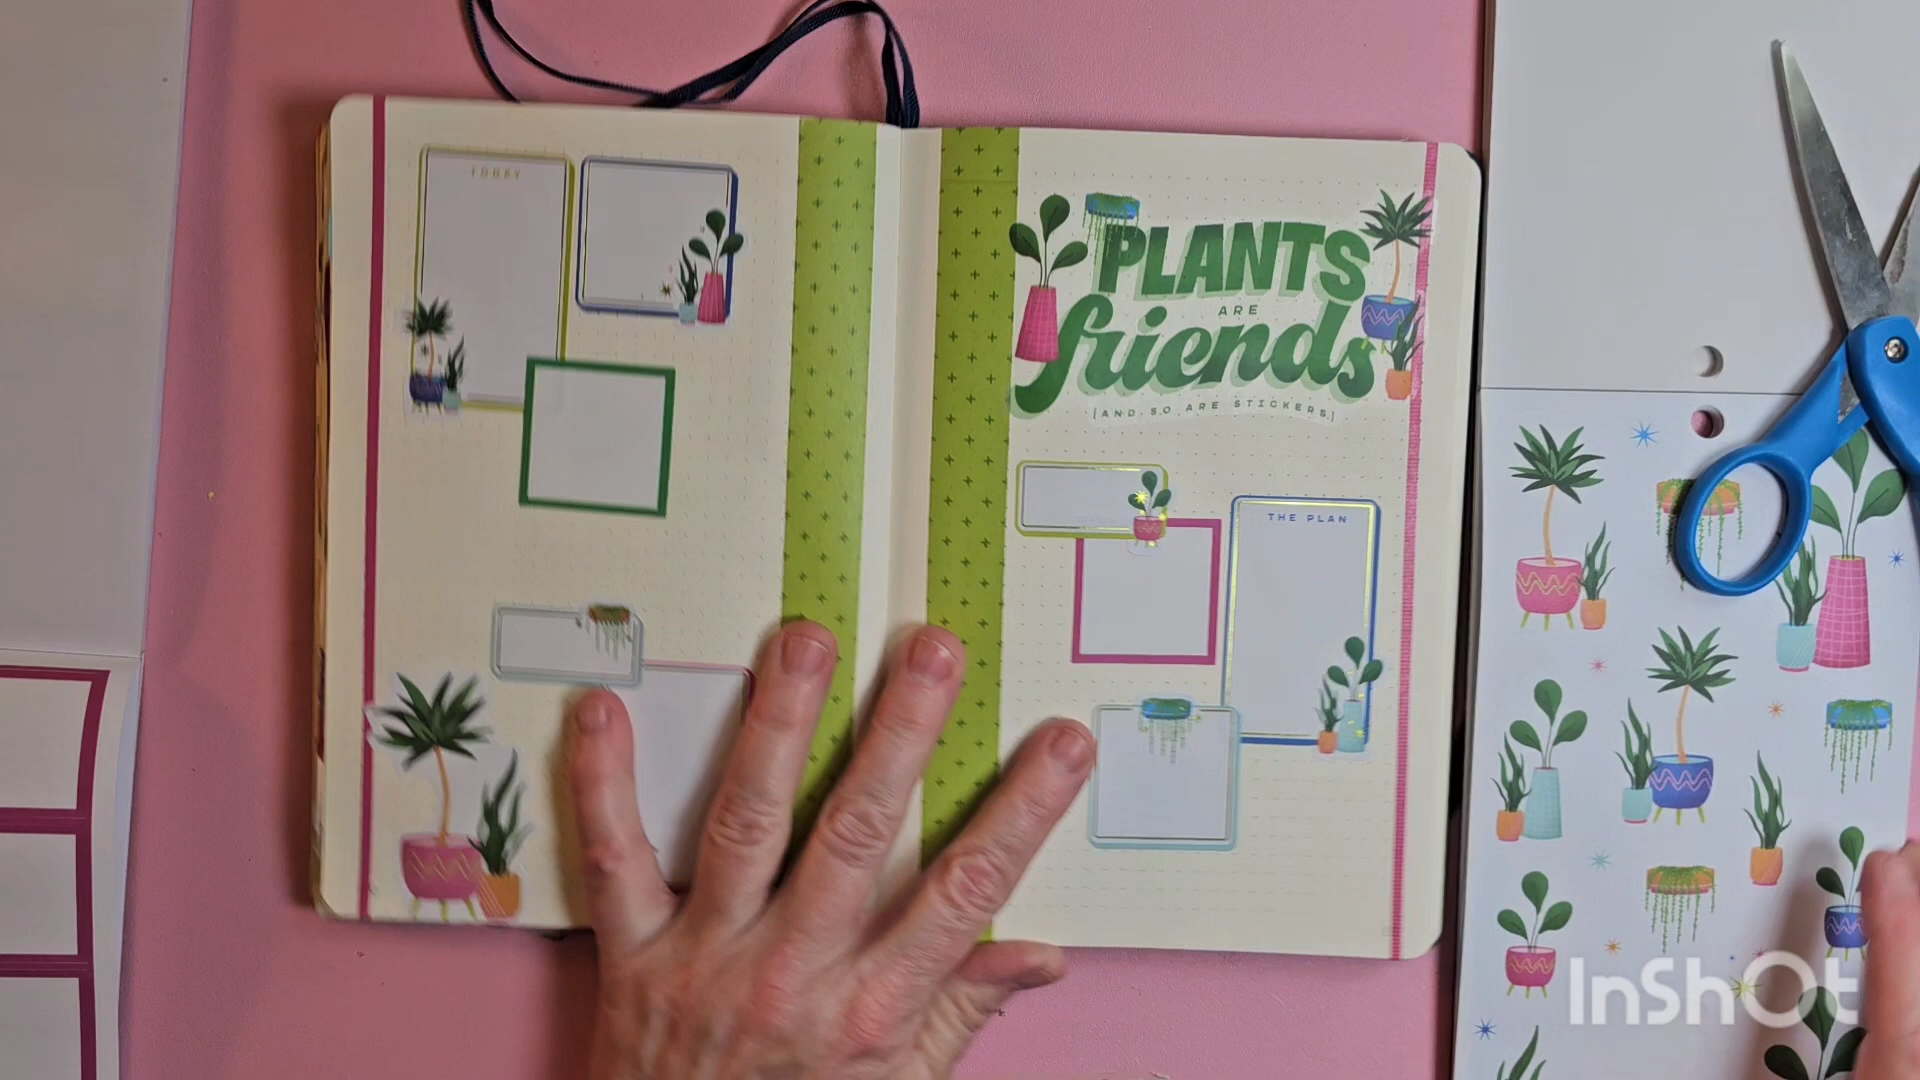 TODAY
PLANTS
ARE
friends
[AND SO ARE STICKERS]
THE PLAN
InShOt